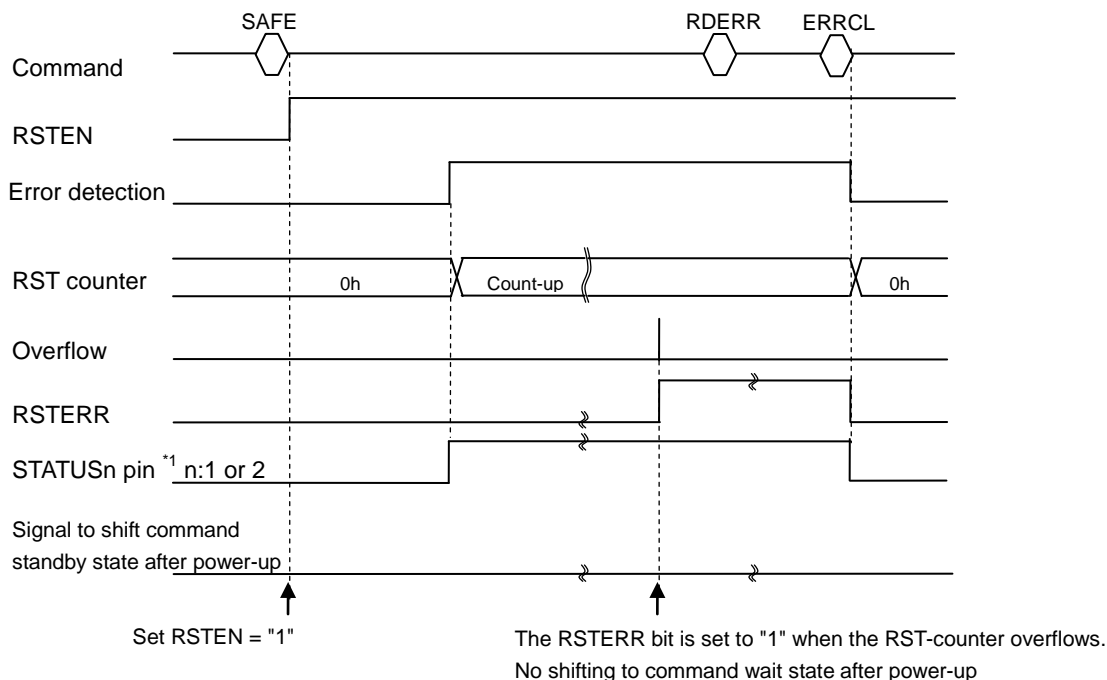 SAFE RDERR ERRCL
Command
RSTEN
Error detection
RST counter 0h Count-up 0h
Overflow
RSTERR
STATUSn pin *1 n:1 or 2
Signal to shift command
standby state after power-up
Set RSTEN = "1"
The RSTERR bit is set to "1" when the RST-counter overflows.
No shifting to command wait state after power-up